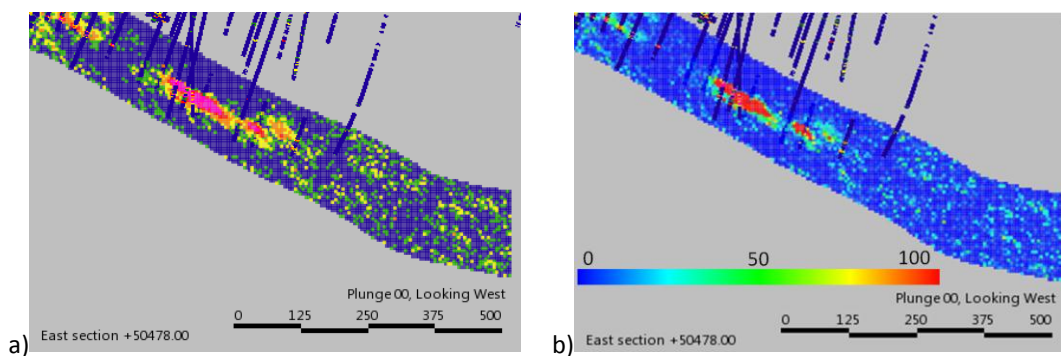 Plunge 00, Looking West
0 125 250 375 500
East section +50478.00
a)
0 50 100
Plunge 00, Looking West
0 125 250 375 500
East section +50478.00
b)